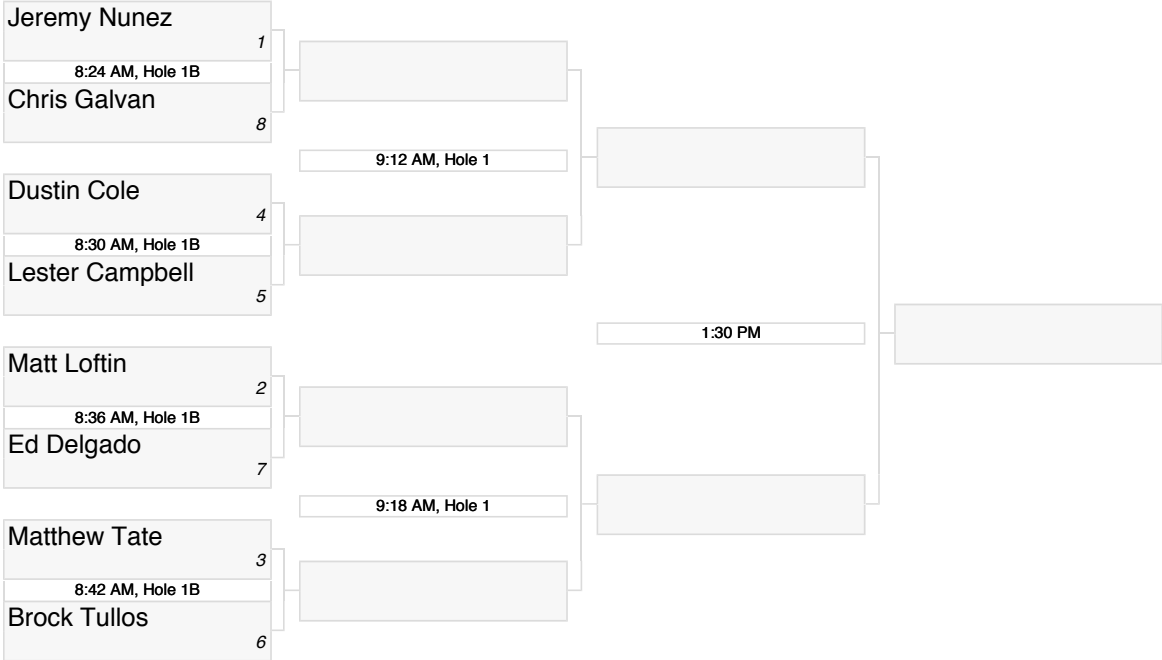 Jeremy Nunez
1
8:24 AM, Hole 1B
Chris Galvan
8
9:12 AM, Hole 1
Dustin Cole
4
8:30 AM, Hole 1B
Lester Campbell
5
1:30 PM
Matt Loftin
2
8:36 AM, Hole 1B
Ed Delgado
7
9:18 AM, Hole 1
Matthew Tate
3
8:42 AM, Hole 1B
Brock Tullos
6